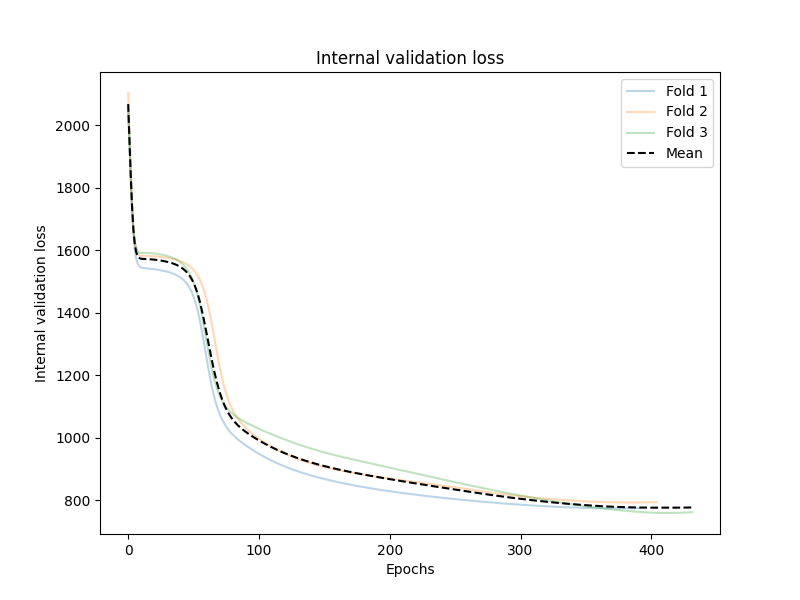 Internal validation loss
Fold 1
Fold 2
Fold 3
Mean
Internal validation loss
2000
1800
1600
1400
1200
1000
800
0 100 200 300 400
Epochs